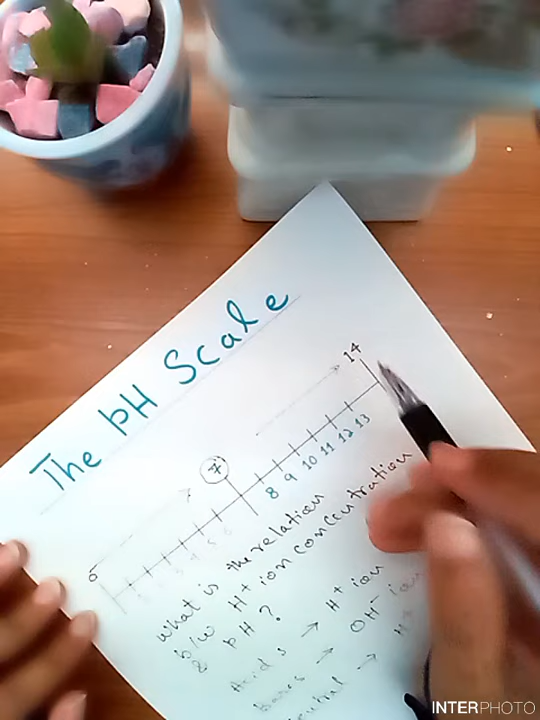 The pH Scale
0 7 14
8 9 10 11 12 13
What is the relation
b/w H+ ion concentration
& pH ?
Acids → H+ ion
Bases → OH- ion
→ H+
INTERPHOTO